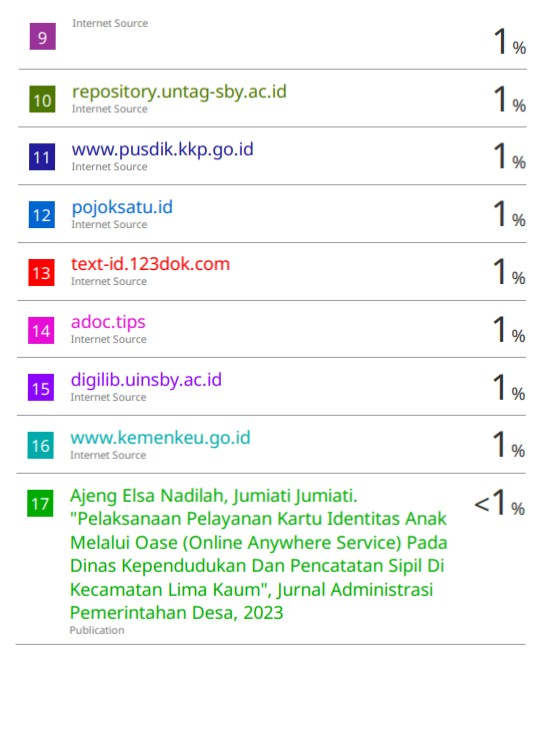 9
Internet Source
1%
10
repository.untag-sby.ac.id
Internet Source
1%
11
www.pusdik.kkp.go.id
Internet Source
1%
12
pojoksatu.id
Internet Source
1%
13
text-id.123dok.com
Internet Source
1%
14
adoc.tips
Internet Source
1%
15
digilib.uinsby.ac.id
Internet Source
1%
16
www.kemenkeu.go.id
Internet Source
1%
17
Ajeng Elsa Nadilah, Jumiati Jumiati.
"Pelaksanaan Pelayanan Kartu Identitas Anak
Melalui Oase (Online Anywhere Service) Pada
Dinas Kependudukan Dan Pencatatan Sipil Di
Kecamatan Lima Kaum", Jurnal Administrasi
Pemerintahan Desa, 2023
Publication
<1%